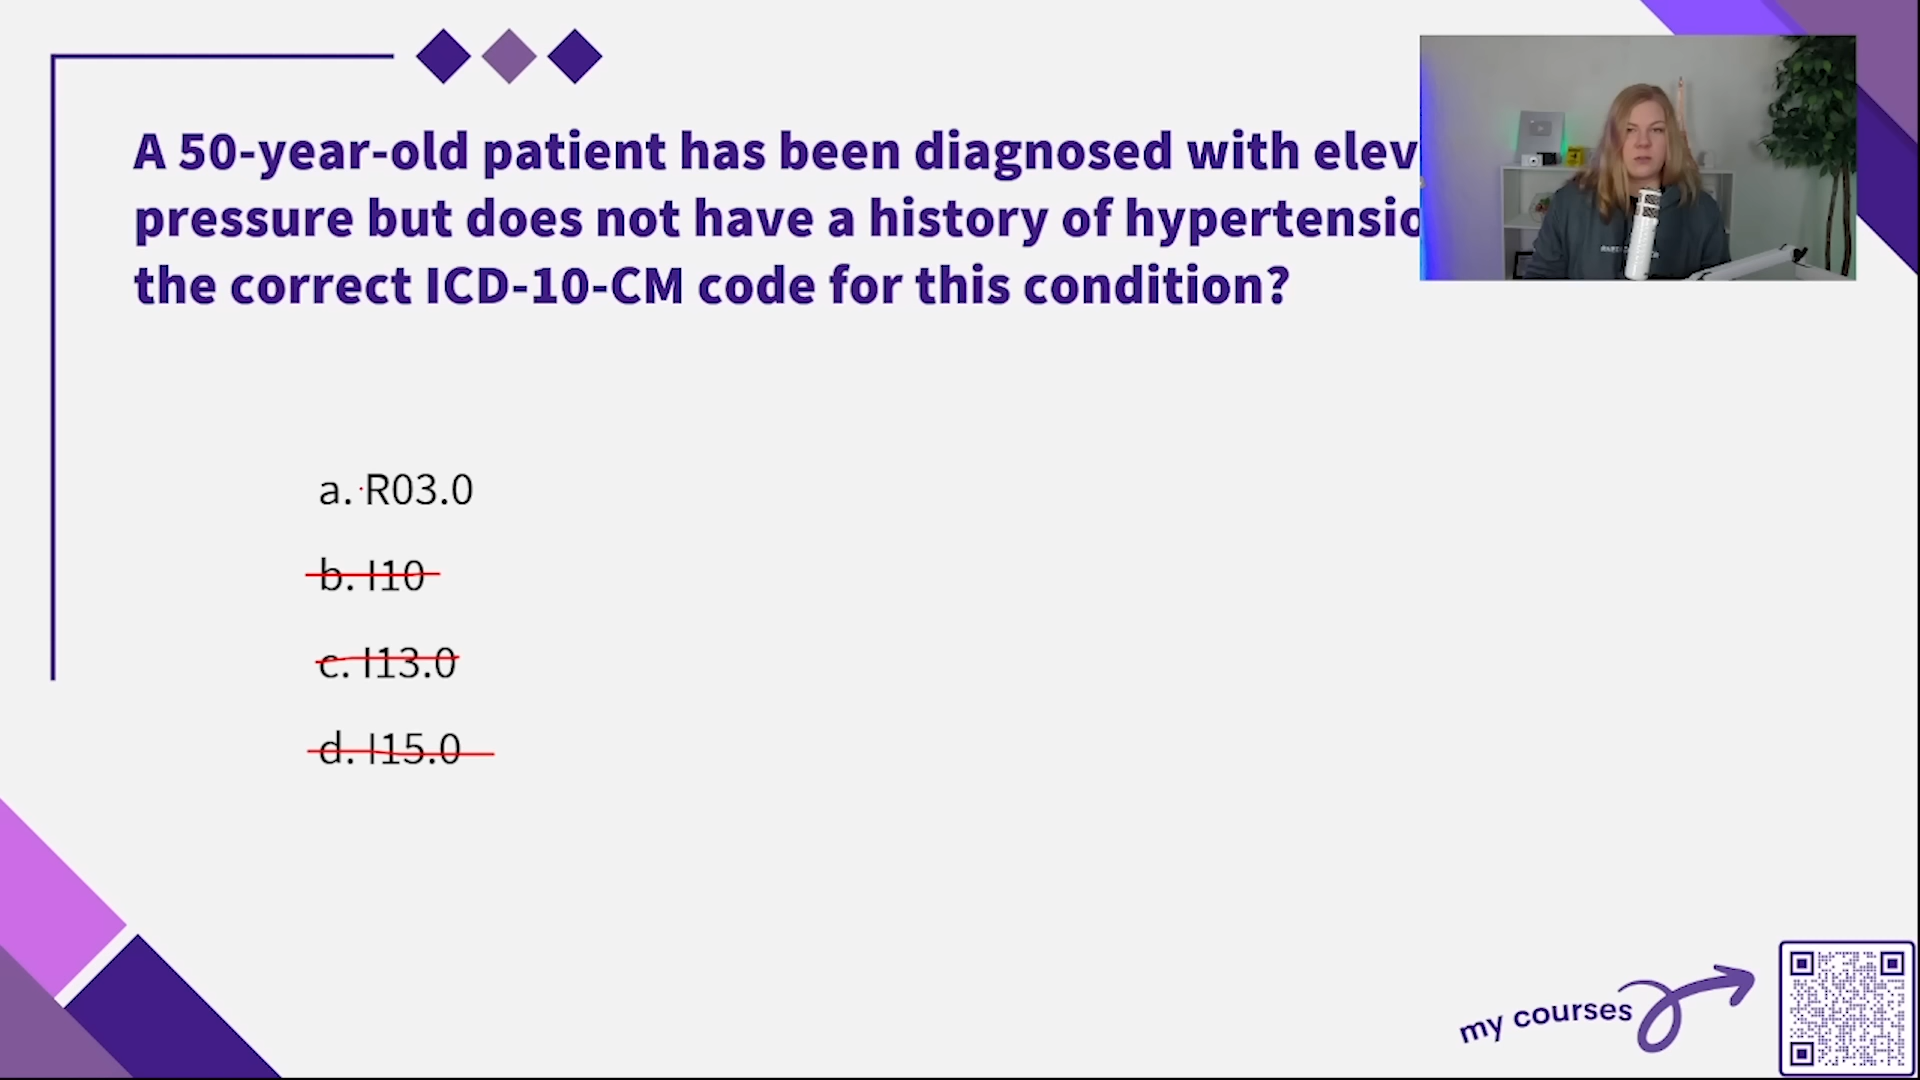 A 50-year-old patient has been diagnosed with elev
pressure but does not have a history of hypertensio
the correct ICD-10-CM code for this condition?
a. R03.0
b. I10
c. I13.0
d. I15.0
my courses